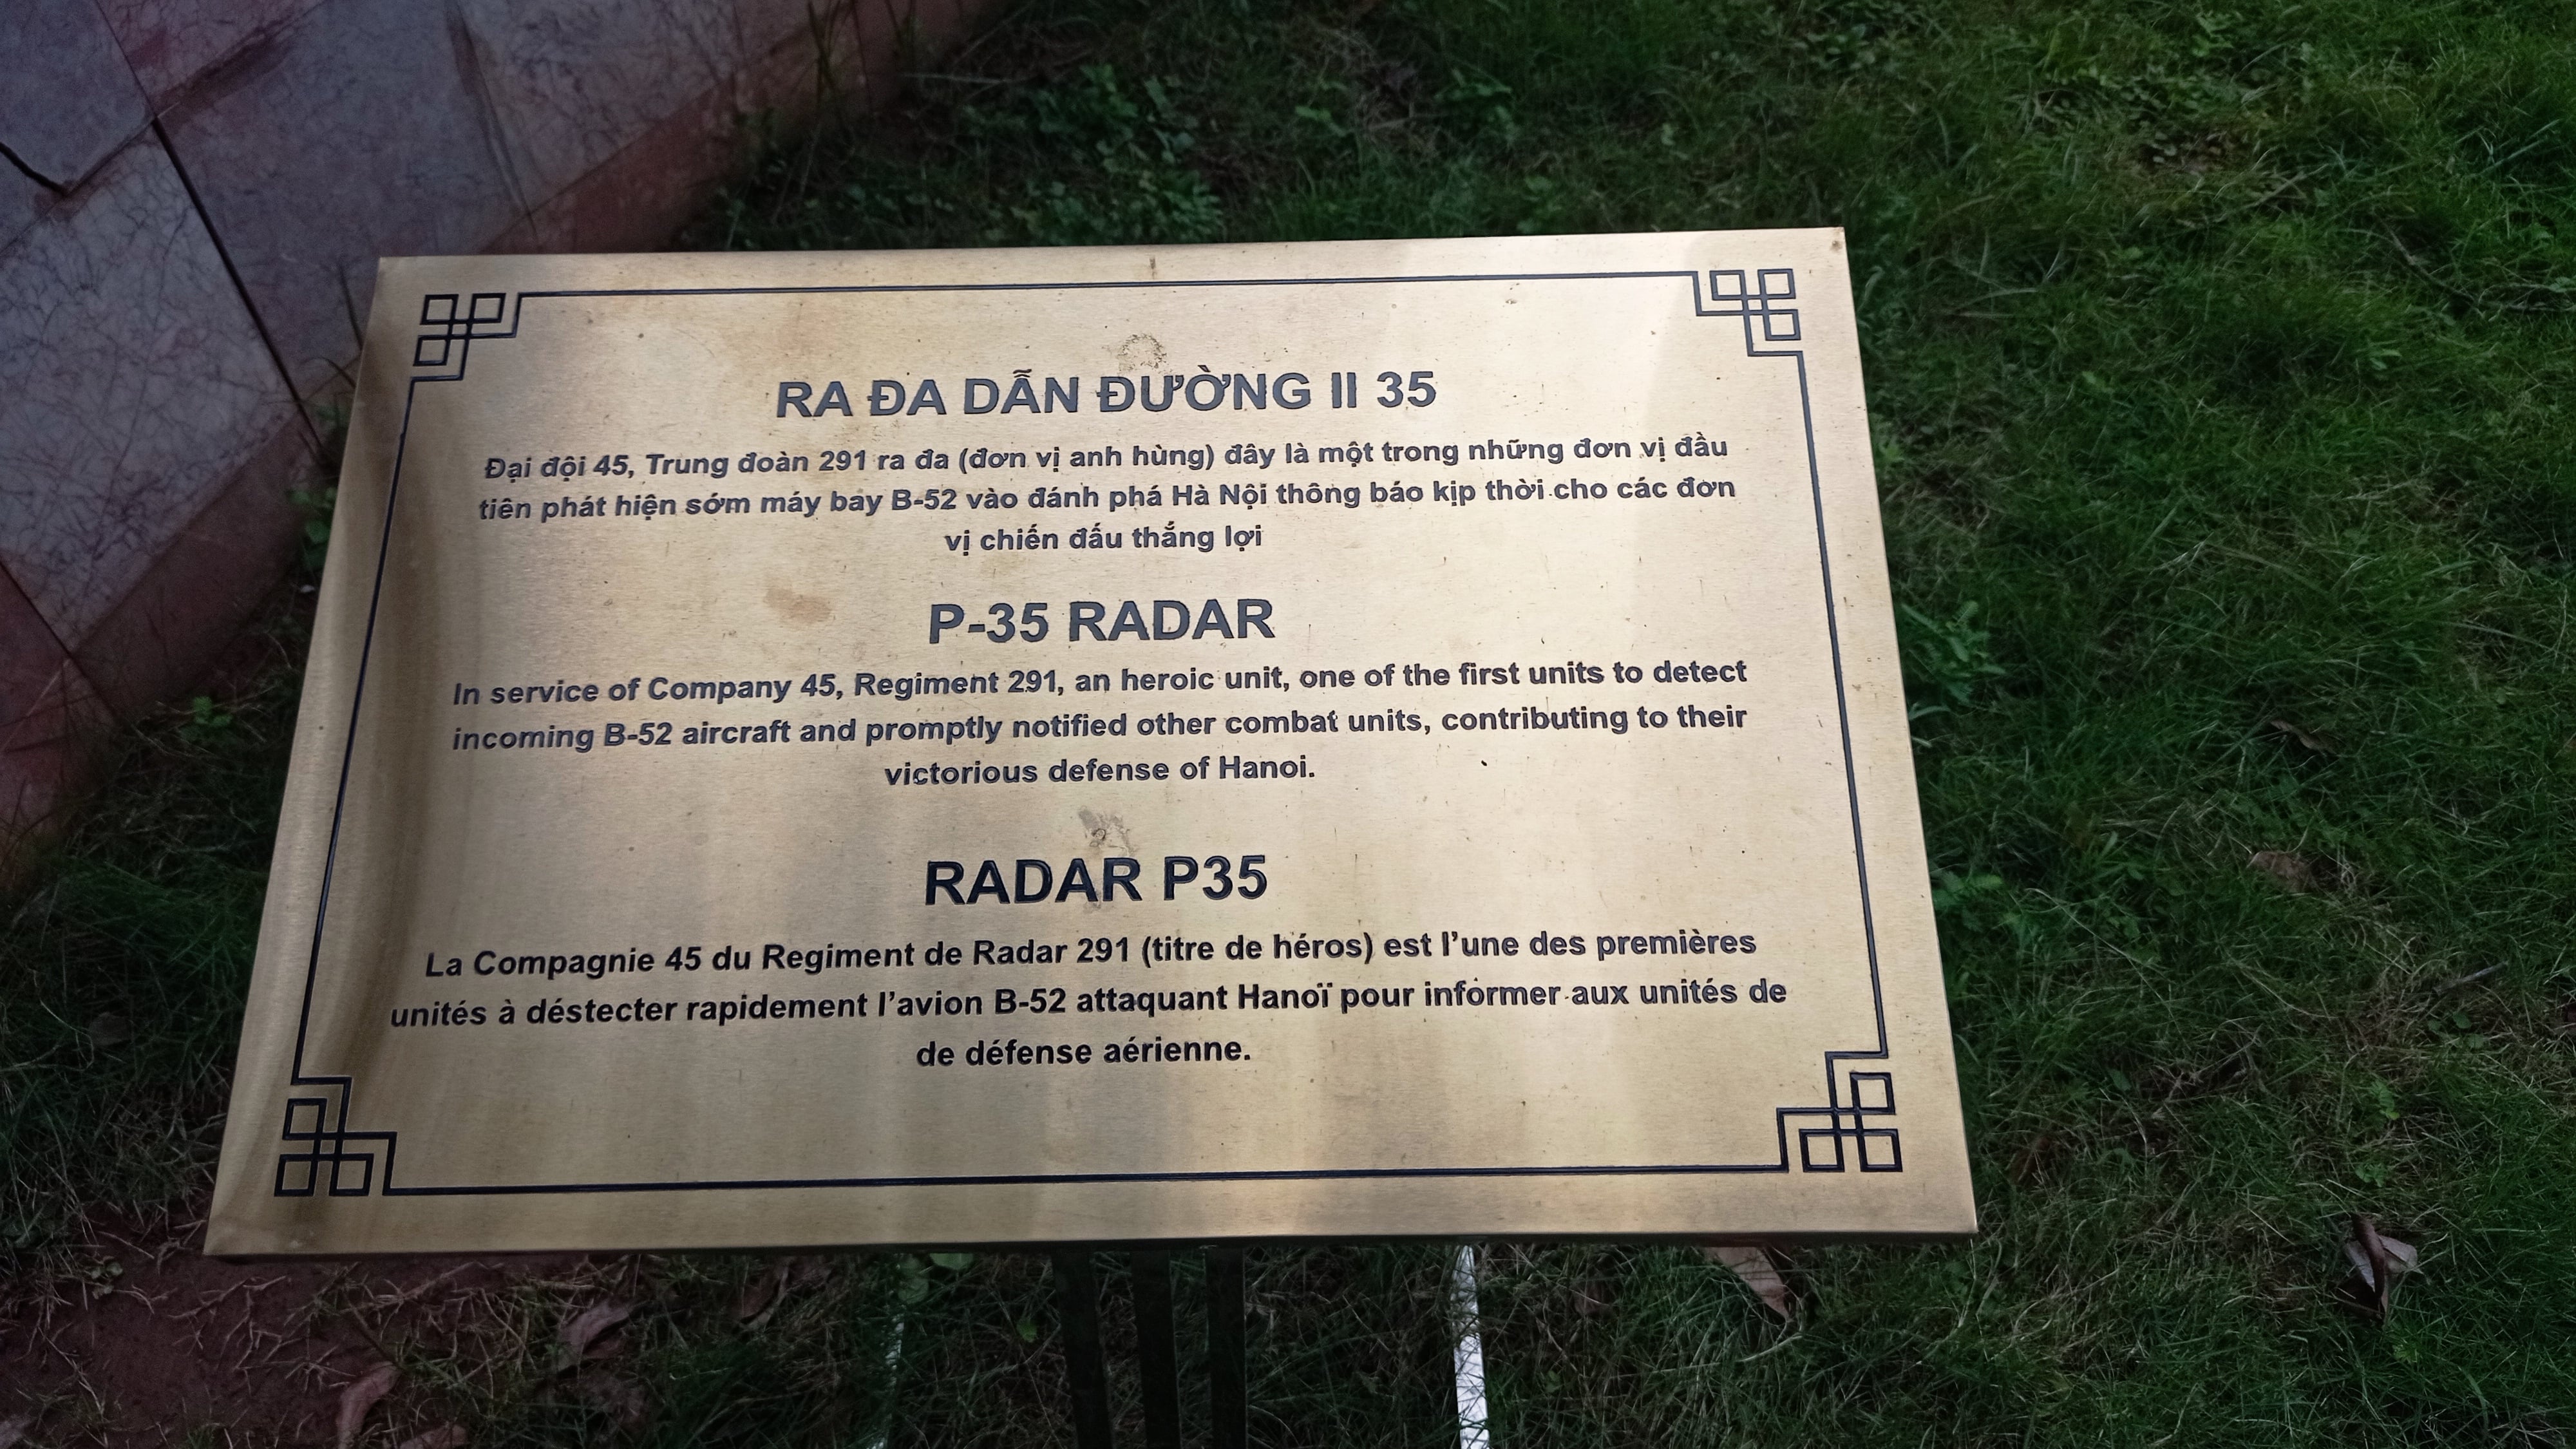 RA ĐA DẪN ĐƯỜNG II 35
Đại đội 45, Trung đoàn 291 ra đa (đơn vị anh hùng) đây là một trong những đơn vị đầu
tiên phát hiện sớm máy bay B-52 vào đánh phá Hà Nội thông báo kịp thời cho các đơn
vị chiến đấu thắng lợi
P-35 RADAR
In service of Company 45, Regiment 291, an heroic unit, one of the first units to detect
incoming B-52 aircraft and promptly notified other combat units, contributing to their
victorious defense of Hanoi.
RADAR P35
La Compagnie 45 du Regiment de Radar 291 (titre de héros) est l’une des premières
unités à déstecter rapidement l’avion B-52 attaquant Hanoï pour informer aux unités de
de défense aérienne.